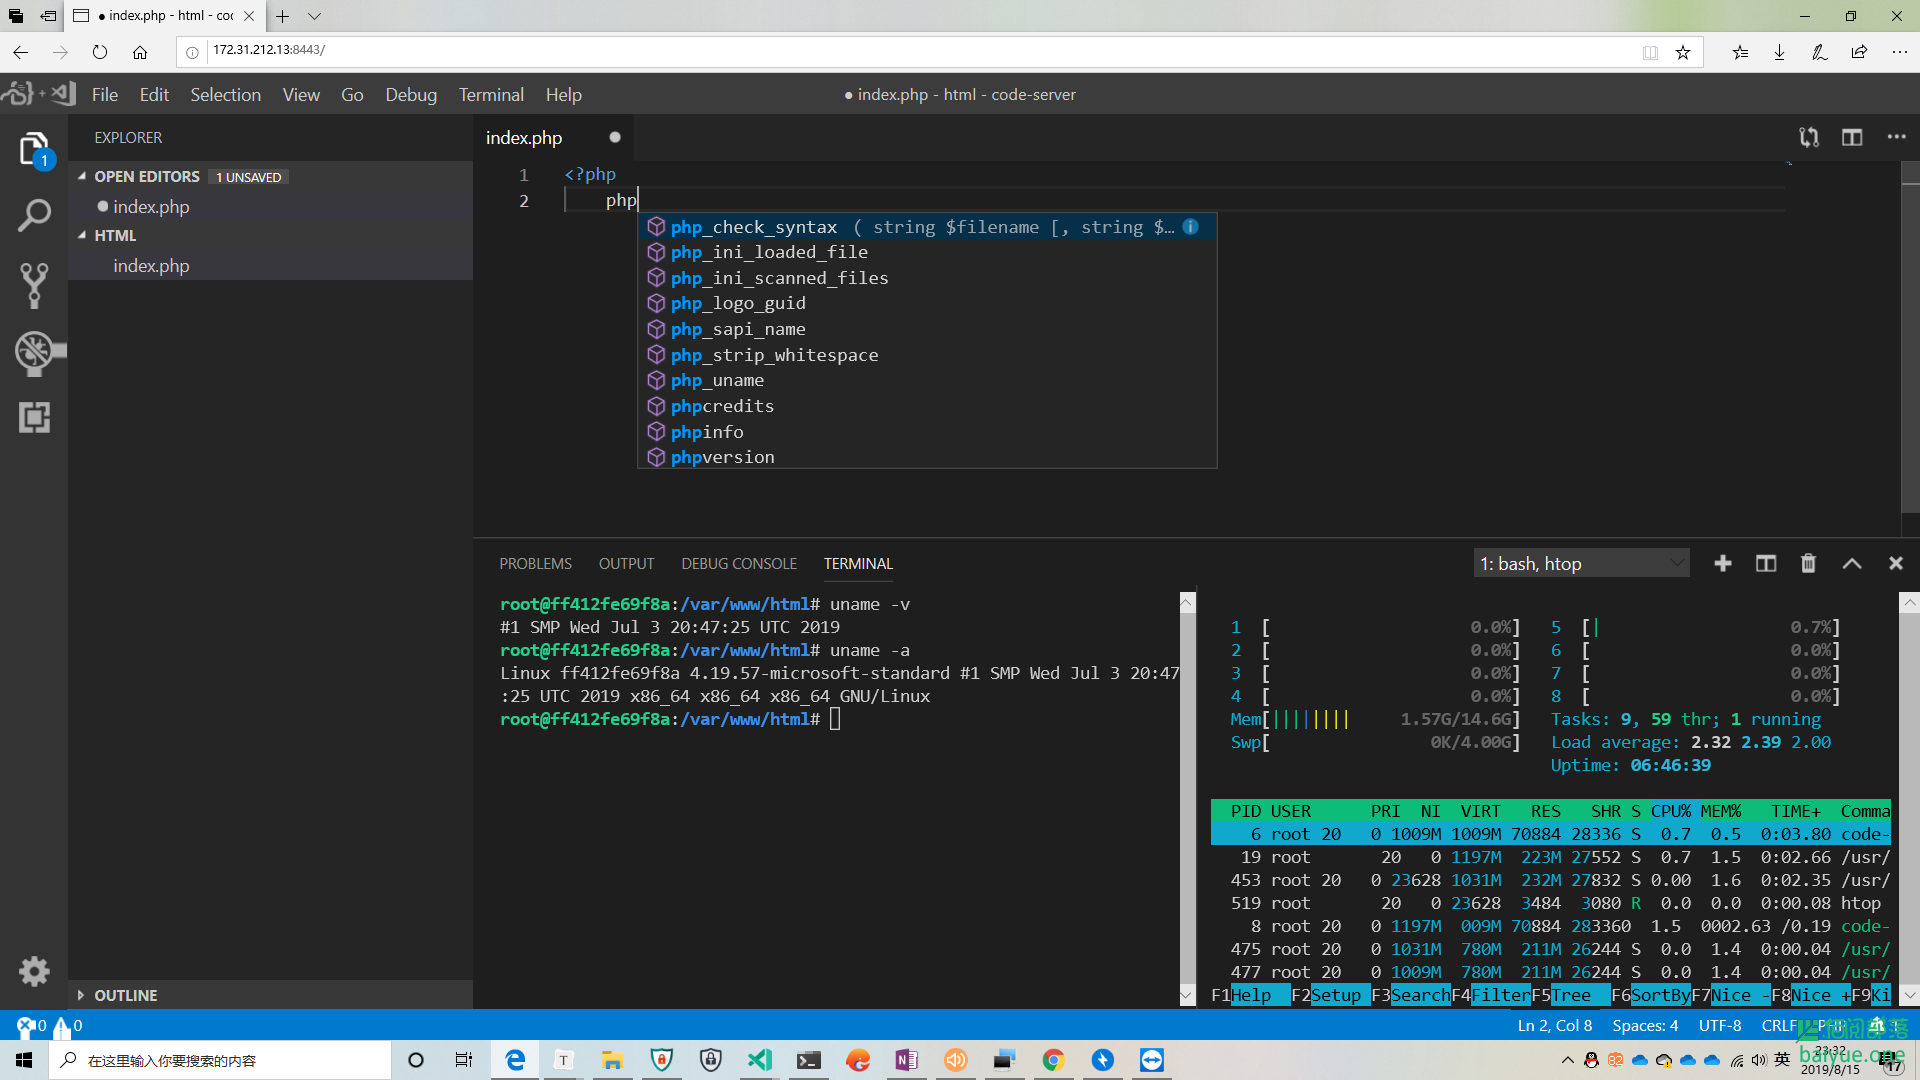 ● index.php - html - coc
172.31.212.13:8443/
File Edit Selection View Go Debug Terminal Help
● index.php - html - code-server
EXPLORER
1
OPEN EDITORS 1 UNSAVED
index.php
HTML
index.php
OUTLINE
index.php
1 <?php
2 php
php_check_syntax ( string $filename [, string $…
php_ini_loaded_file
php_ini_scanned_files
php_logo_guid
php_sapi_name
php_strip_whitespace
php_uname
phpcredits
phpinfo
phpversion
PROBLEMS OUTPUT DEBUG CONSOLE TERMINAL
1: bash, htop
root@ff412fe69f8a:/var/www/html# uname -v
#1 SMP Wed Jul 3 20:47:25 UTC 2019
root@ff412fe69f8a:/var/www/html# uname -a
Linux ff412fe69f8a 4.19.57-microsoft-standard #1 SMP Wed Jul 3 20:47
:25 UTC 2019 x86_64 x86_64 x86_64 GNU/Linux
root@ff412fe69f8a:/var/www/html#
1 [ 0.0%] 5 [| 0.7%]
2 [ 0.0%] 6 [ 0.0%]
3 [ 0.0%] 7 [ 0.0%]
4 [ 0.0%] 8 [ 0.0%]
Mem[|||||||| 1.57G/14.6G] Tasks: 9, 59 thr; 1 running
Swp[ 0K/4.00G] Load average: 2.32 2.39 2.00
Uptime: 06:46:39
PID USER PRI NI VIRT RES SHR S CPU% MEM% TIME+ Comma
6 root 20 0 1009M 1009M 70884 28336 S 0.7 0.5 0:03.80 code-
19 root 20 0 1197M 223M 27552 S 0.7 1.5 0:02.66 /usr/
453 root 20 0 23628 1031M 232M 27832 S 0.00 1.6 0:02.35 /usr/
519 root 20 0 23628 3484 3080 R 0.0 0.0 0:00.08 htop
8 root 20 0 1197M 009M 70884 283360 1.5 0002.63 /0.19 code-
475 root 20 0 1031M 780M 211M 26244 S 0.0 1.4 0:00.04 /usr/
477 root 20 0 1009M 780M 211M 26244 S 0.0 1.4 0:00.04 /usr/
F1Help F2Setup F3SearchF4FilterF5Tree F6SortByF7Nice -F8Nice +F9Ki
0 0
Ln 2, Col 8 Spaces: 4 UTF-8 CRLF
在这里输入你要搜索的内容
82
英
23:32
2019/8/15
17
baiyue.one